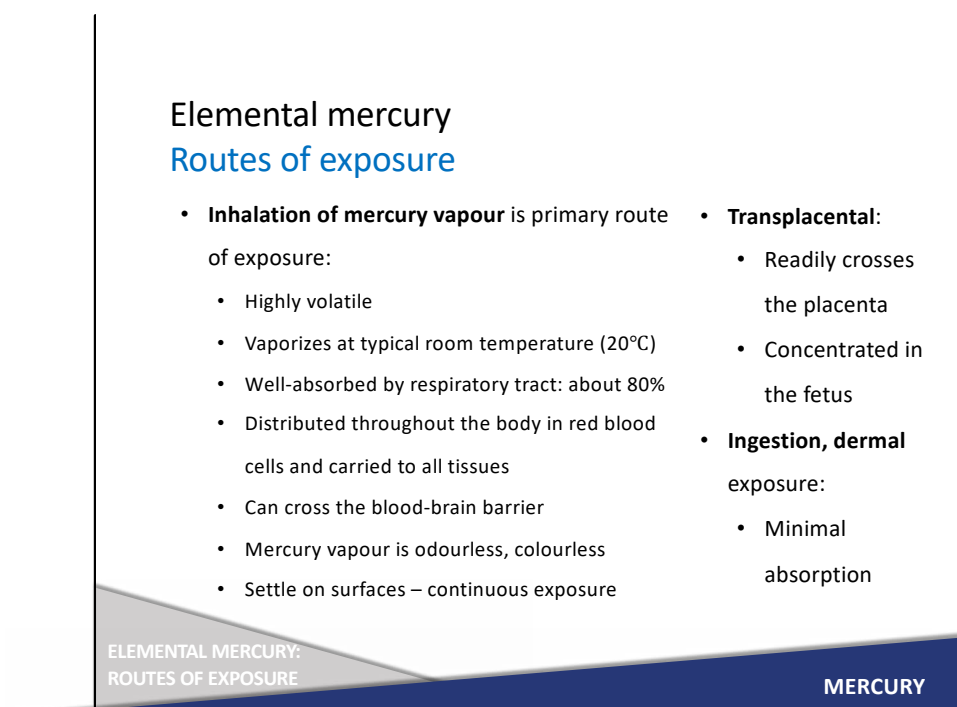 Elemental mercury
Routes of exposure
• Inhalation of mercury vapour is primary route
of exposure:
• Highly volatile
• Vaporizes at typical room temperature (20℃)
• Well-absorbed by respiratory tract: about 80%
• Distributed throughout the body in red blood
cells and carried to all tissues
• Can cross the blood-brain barrier
• Mercury vapour is odourless, colourless
• Settle on surfaces – continuous exposure
• Transplacental:
• Readily crosses
the placenta
• Concentrated in
the fetus
• Ingestion, dermal
exposure:
• Minimal
absorption
ELEMENTAL MERCURY:
ROUTES OF EXPOSURE
MERCURY